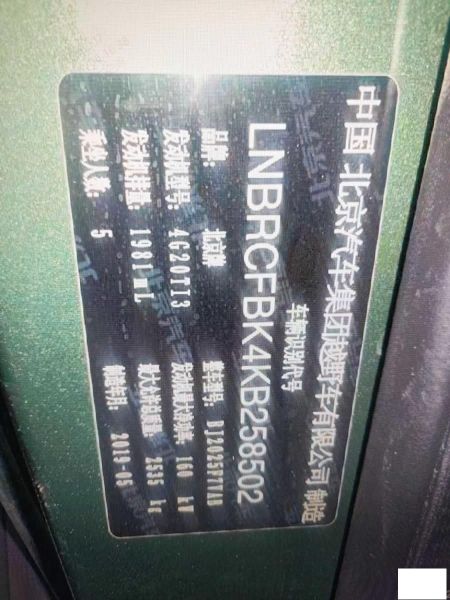 中国 北京汽车集团越野车有限公司 制造
车辆识别代号
LNBRCFBK4KB258502
品牌： 北京牌 整车型号： BJ2025F7VAB
发动机型号： 4G20TI3 发动机最大净功率： 160 kW
发动机排量： 1981 mL 最大允许总质量： 2535 kg
乘坐人数： 5 制造年月： 2019-05